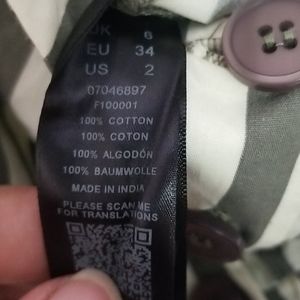 UK 6
EU 34
US 2
07046897
F100001
100% COTTON
100% COTON
100% ALGODÓN
100% BAUMWOLLE
MADE IN INDIA
PLEASE SCAN ME
FOR TRANSLATIONS